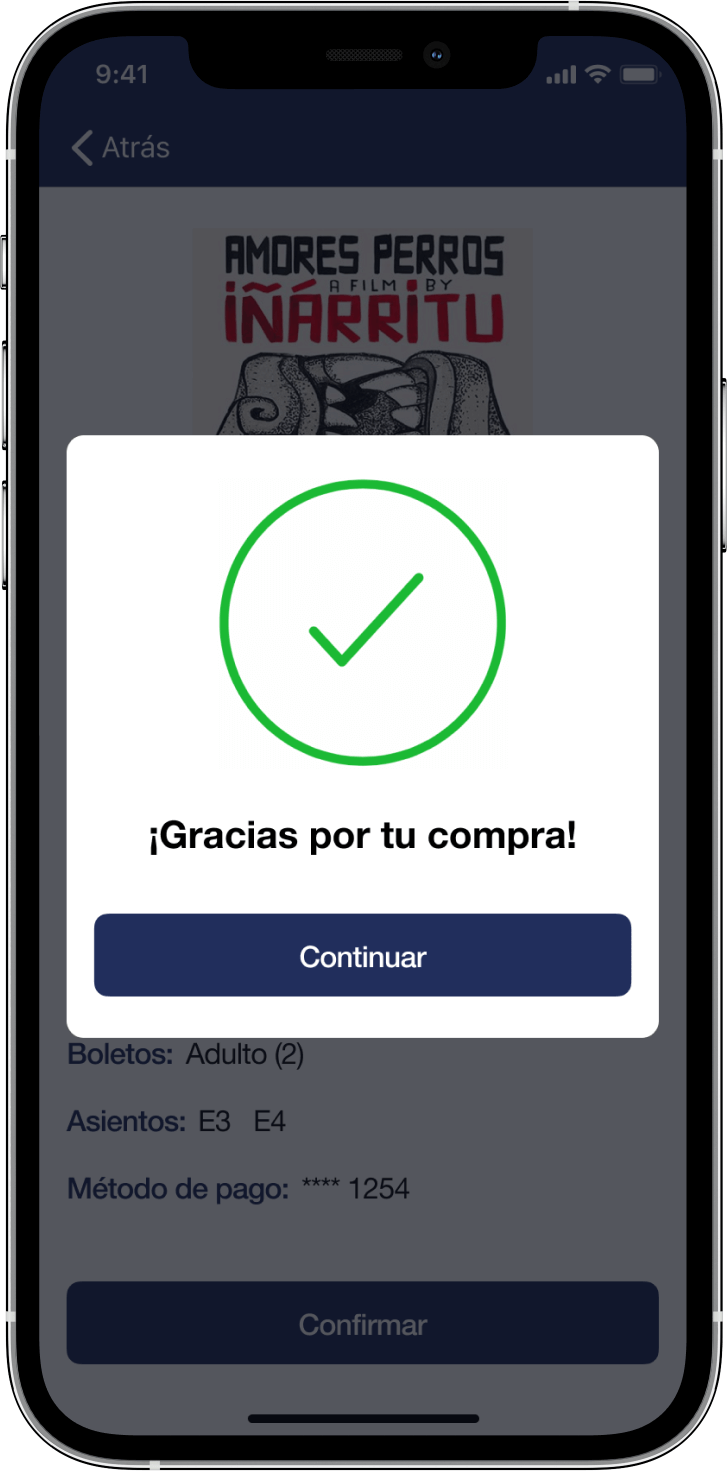 9:41
Atrás
AMORES PERROS
A FILM BY
IÑÁRRITU
¡Gracias por tu compra!
Continuar
Boletos: Adulto (2)
Asientos: E3 E4
Método de pago: **** 1254
Confirmar